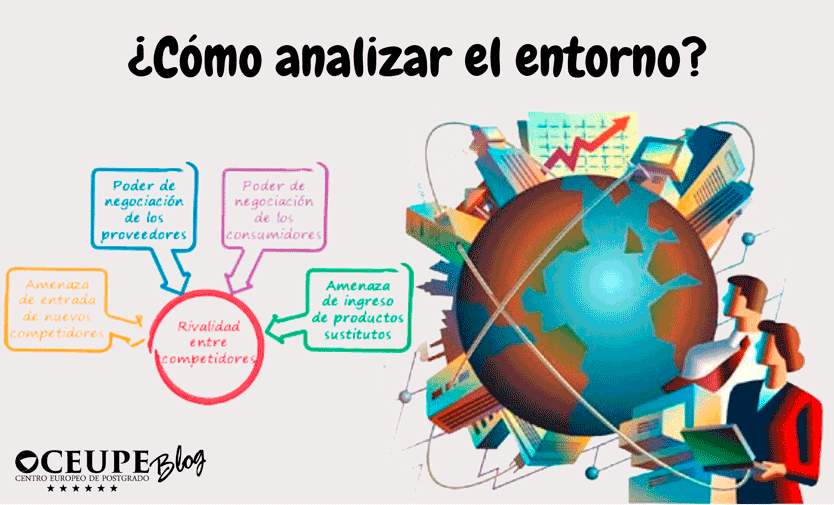 ¿Cómo analizar el entorno?
Poder de
negociación
de los
proveedores
Poder de
negociación
de los
consumidores
Amenaza
de entrada
de nuevos
competidores
Rivalidad
entre
competidores
Amenaza
de ingreso
de productos
sustitutos
CEUPE Blog
CENTRO EUROPEO DE POSTGRADO